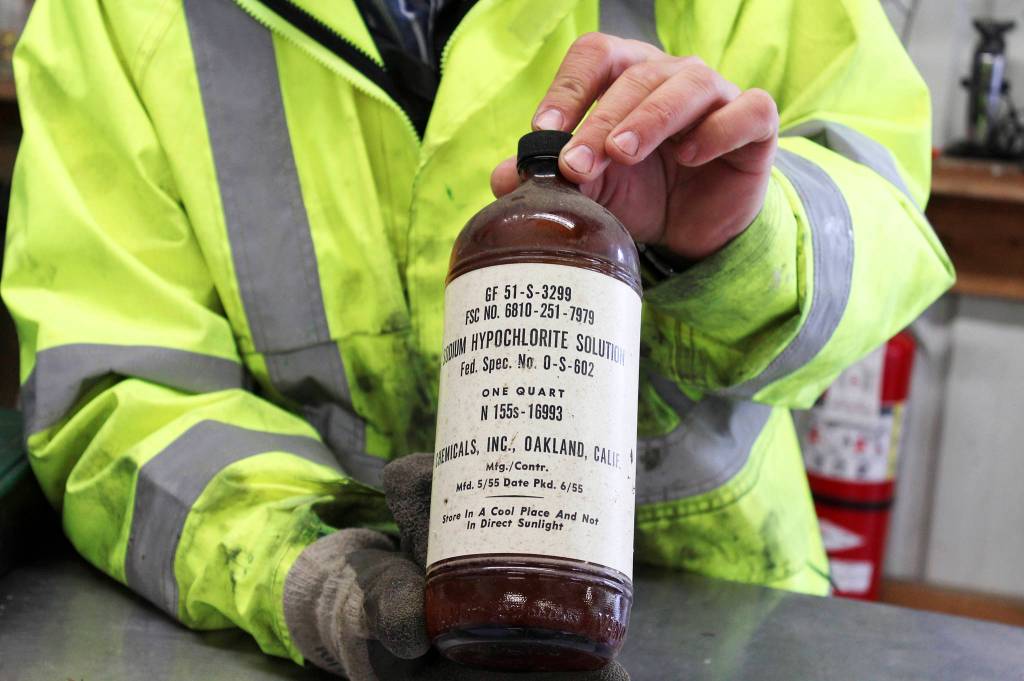 GF 51-S-3299
FSC NO. 6810-251-7979
SODIUM HYPOCHLORITE SOLUTION
Fed. Spec. No. O-S-602
ONE QUART
N 155s-16993
CHEMICALS, INC., OAKLAND, CALIF.
Mfg./Contr.
Mfd. 5/55 Date Pkd. 6/55
Store In A Cool Place And Not
In Direct Sunlight